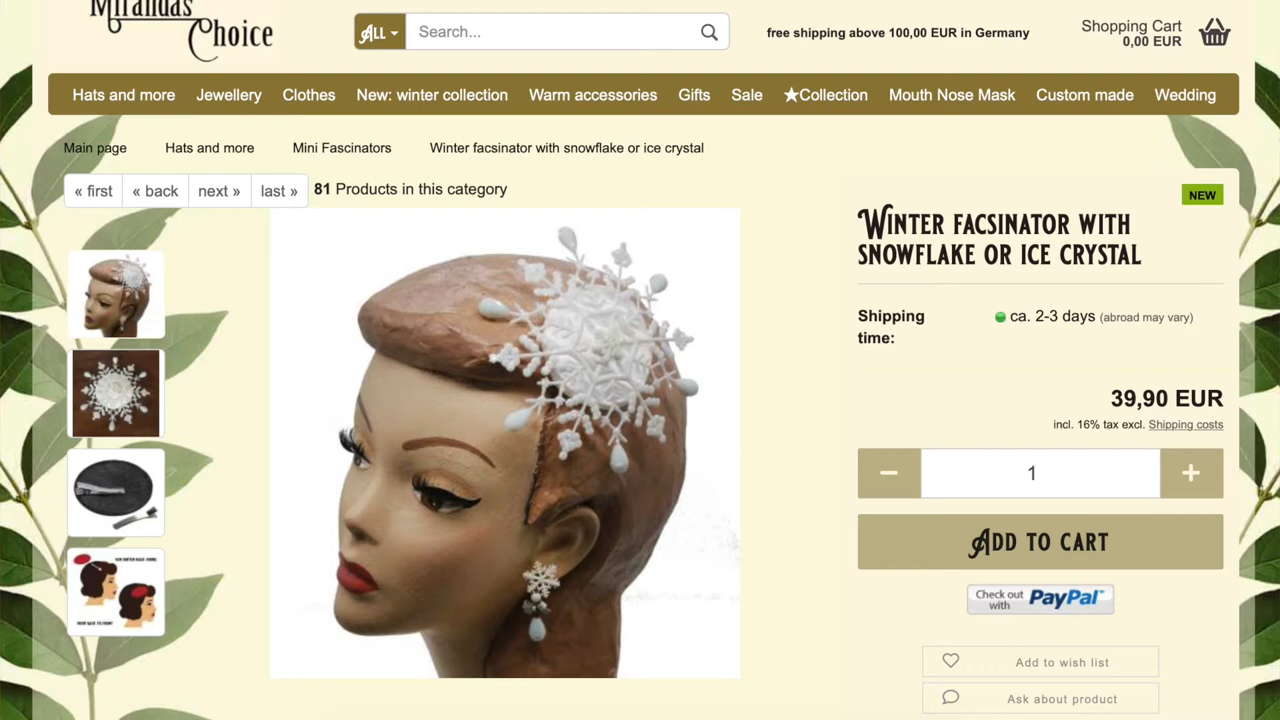 Mirandas
Choice
ALL
Search...
free shipping above 100,00 EUR in Germany
Shopping Cart
0,00 EUR
Hats and more
Jewellery
Clothes
New: winter collection
Warm accessories
Gifts
Sale
★Collection
Mouth Nose Mask
Custom made
Wedding
Main page
Hats and more
Mini Fascinators
Winter facsinator with snowflake or ice crystal
« first
« back
next »
last »
81 Products in this category
NEW
Winter facsinator with
snowflake or ice crystal
Shipping
time:
ca. 2-3 days (abroad may vary)
39,90 EUR
incl. 16% tax excl. Shipping costs
1
Add to cart
Check out
with PayPal
Add to wish list
Ask about product